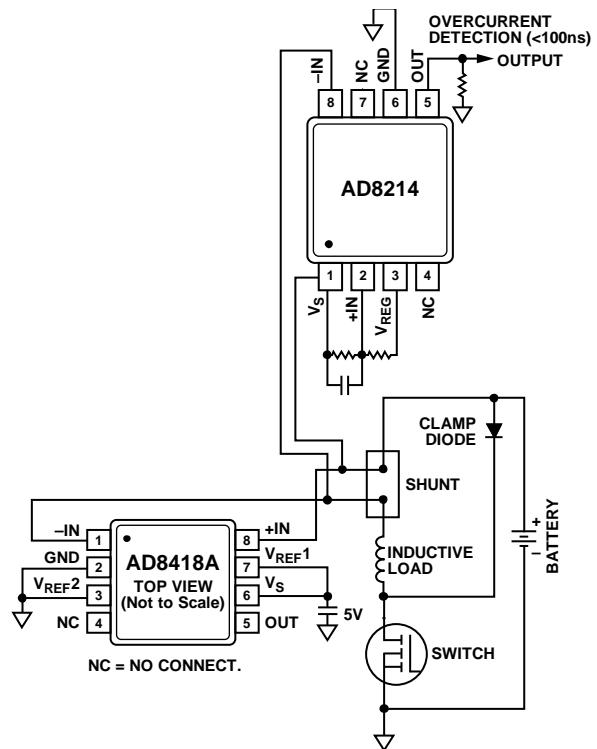 OVERCURRENT
DETECTION (<100ns)
OUTPUT
–IN
NC
GND
OUT
8
7
6
5
AD8214
1
2
3
4
VS
+IN
VREG
NC
CLAMP
DIODE
SHUNT
INDUCTIVE
LOAD
+
–
BATTERY
SWITCH
–IN
1
GND
2
VREF2
3
NC
4
AD8418A
TOP VIEW
(Not to Scale)
8
+IN
7
VREF1
6
VS
5
OUT
5V
NC = NO CONNECT.